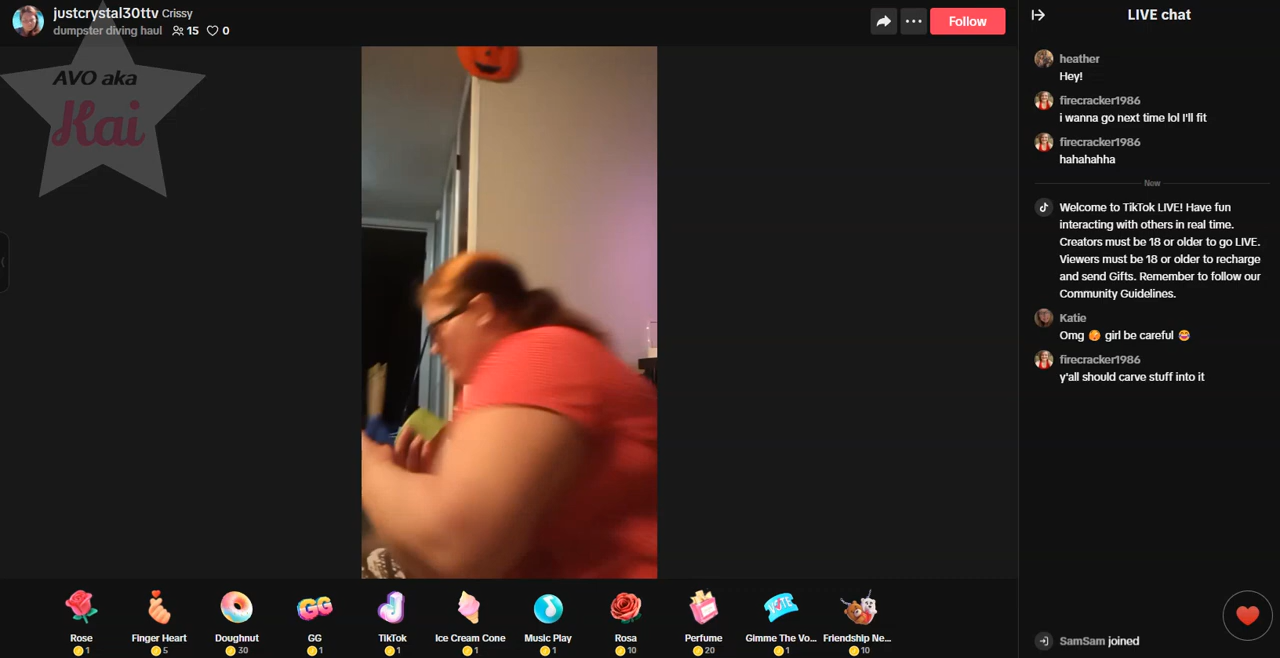 justcrystal30ttv Crissy
dumpster diving haul 15 0
Follow
AVO aka
Kai
LIVE chat
heather
Hey!
firecracker1986
i wanna go next time lol I'll fit
firecracker1986
hahahahha
New
Welcome to TikTok LIVE! Have fun
interacting with others in real time.
Creators must be 18 or older to go LIVE.
Viewers must be 18 or older to recharge
and send Gifts. Remember to follow our
Community Guidelines.
Katie
Omg 🤭 girl be careful 😂
firecracker1986
y'all should carve stuff into it
SamSam joined
GG
VOTE
Rose Finger Heart Doughnut GG TikTok Ice Cream Cone Music Play Rosa Perfume GImme The Vo... Friendship Ne...
1 5 30 1 1 1 1 10 20 1 10